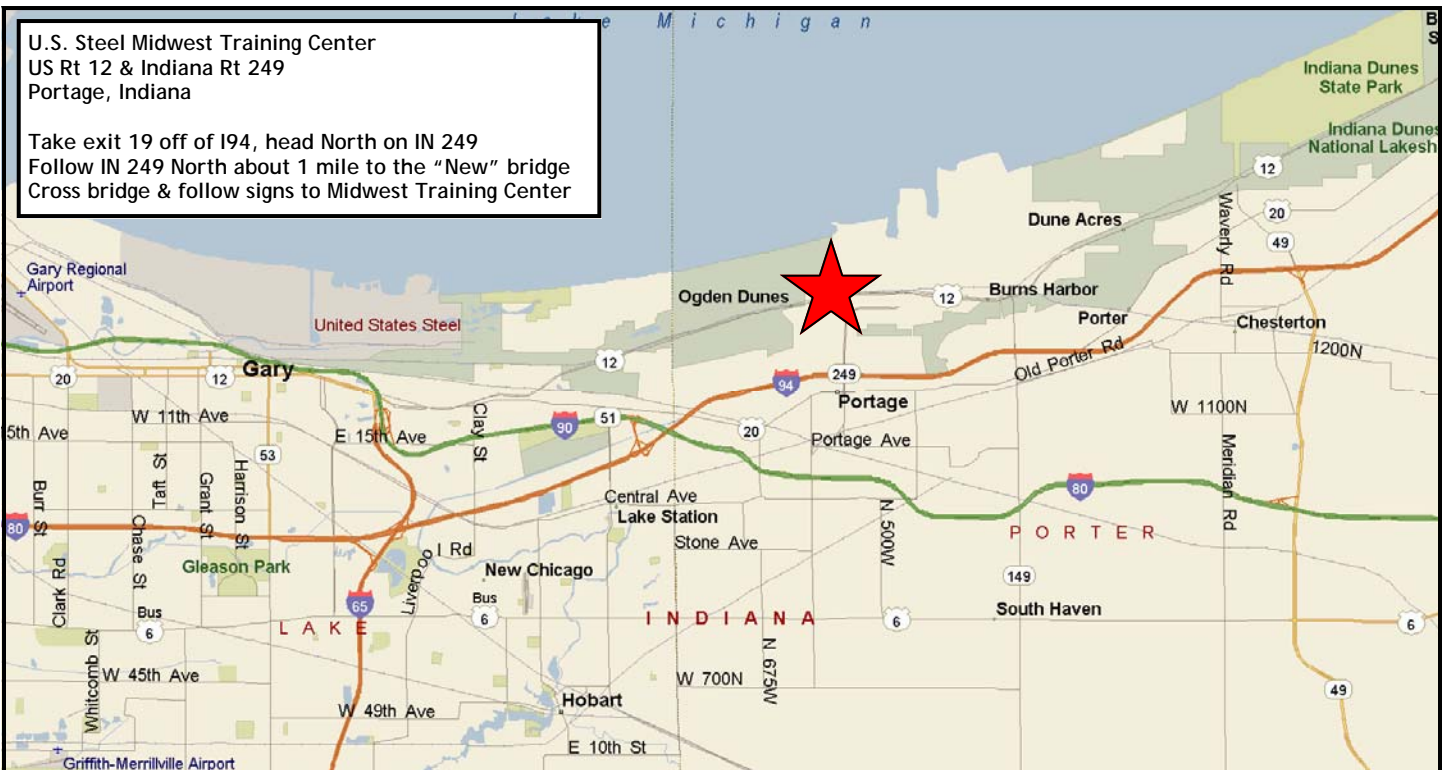 Lake Michigan
U.S. Steel Midwest Training Center
US Rt 12 & Indiana Rt 249
Portage, Indiana
Take exit 19 off of I94, head North on IN 249
Follow IN 249 North about 1 mile to the “New” bridge
Cross bridge & follow signs to Midwest Training Center
B
S
Indiana Dunes
State Park
Indiana Dunes
National Lakesh
12
20
49
Waverly Rd
Dune Acres
Gary Regional
Airport
United States Steel
Ogden Dunes
12
Burns Harbor
Porter
Chesterton
1200N
Old Porter Rd
Gary
20
12
12
94
249
Portage
W 1100N
W 11th Ave
5th Ave
E 15th Ave
Clay St
90
51
20
Portage Ave
53
Burr St
Taft St
Grant St
Harrison St
Chase St
80
Central Ave
Lake Station
Stone Ave
N 500W
80
PORTER
Meridian Rd
Gleason Park
Liverpool Rd
New Chicago
149
South Haven
Clark Rd
Bus
6
65
Bus
6
LAKE
INDIANA
6
6
Whitcomb St
W 45th Ave
W 49th Ave
N 675W
W 700N
49
Hobart
E 10th St
Griffith-Merrillville Airport